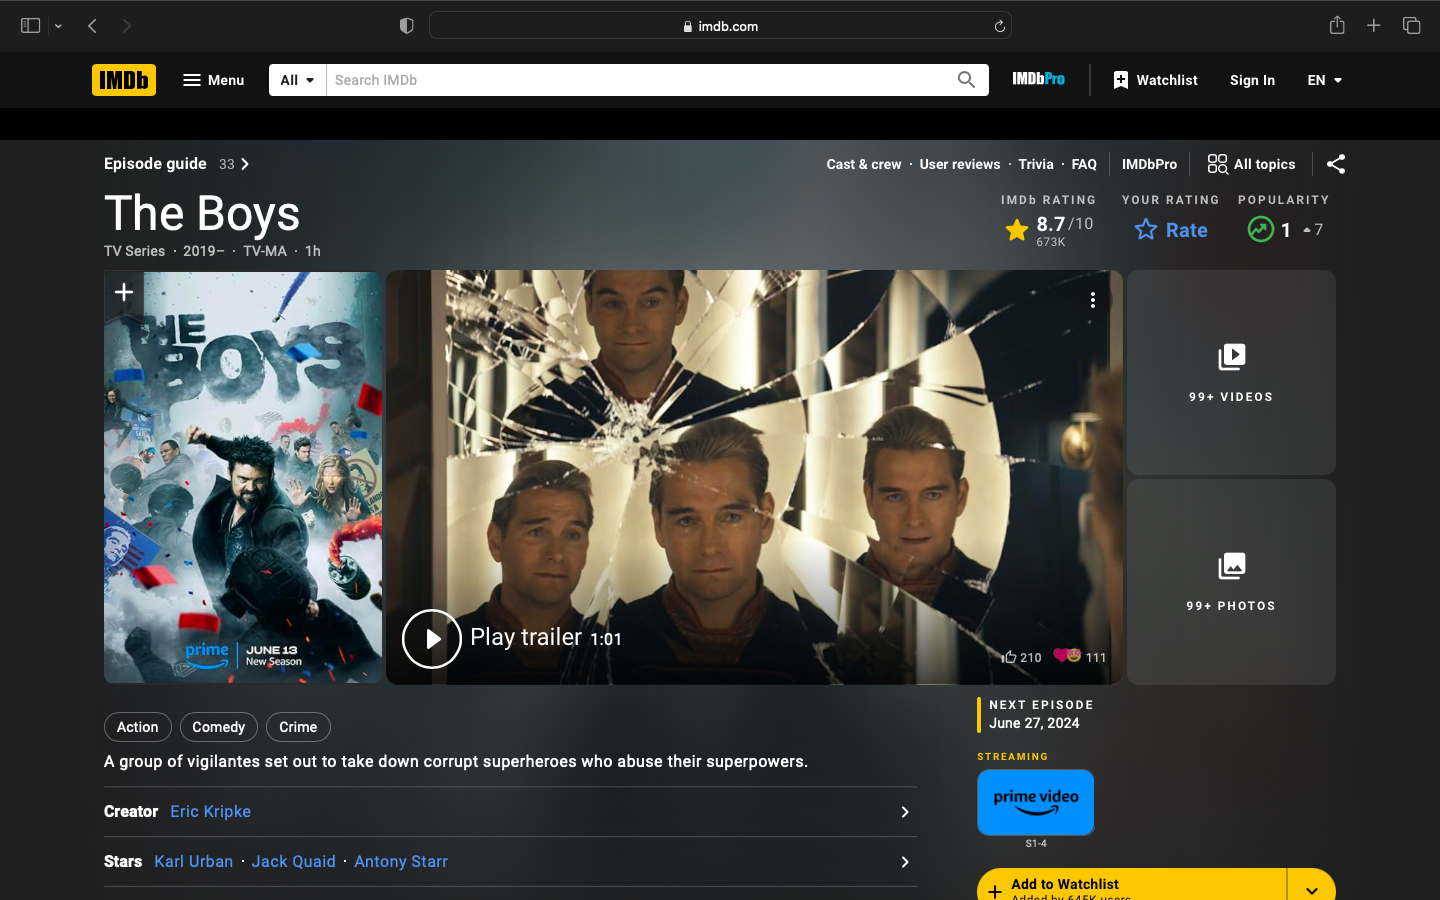 imdb.com
IMDb
Menu
All
Search IMDb
IMDbPro
Watchlist
Sign In
EN
Episode guide 33
Cast & crew · User reviews · Trivia · FAQ
IMDbPro
All topics
The Boys
TV Series · 2019– · TV-MA · 1h
IMDb RATING
8.7/10
673K
YOUR RATING
Rate
POPULARITY
1
7
THE
BOYS
prime
JUNE 13
New Season
Play trailer 1:01
210
111
99+ VIDEOS
99+ PHOTOS
Action
Comedy
Crime
A group of vigilantes set out to take down corrupt superheroes who abuse their superpowers.
Creator Eric Kripke
Stars Karl Urban · Jack Quaid · Antony Starr
NEXT EPISODE
June 27, 2024
STREAMING
prime video
S1-4
Add to Watchlist
Added by 645K users